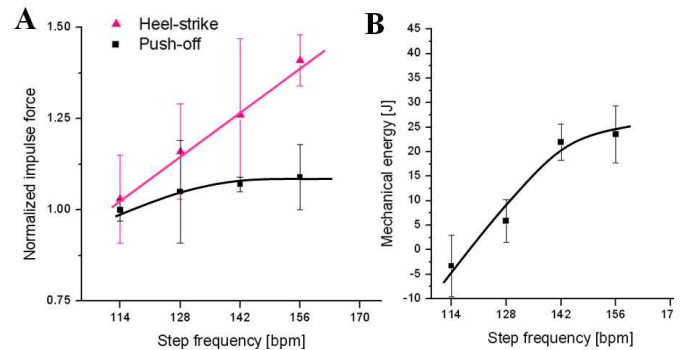 A
Heel-strike
Push-off
Normalized impulse force
1.50
1.25
1.00
0.75
114 128 142 156 170
Step frequency [bpm]
B
Mechanical energy [J]
45
40
35
30
25
20
15
10
5
0
-5
-10
114 128 142 156 17
Step frequency [bpm]